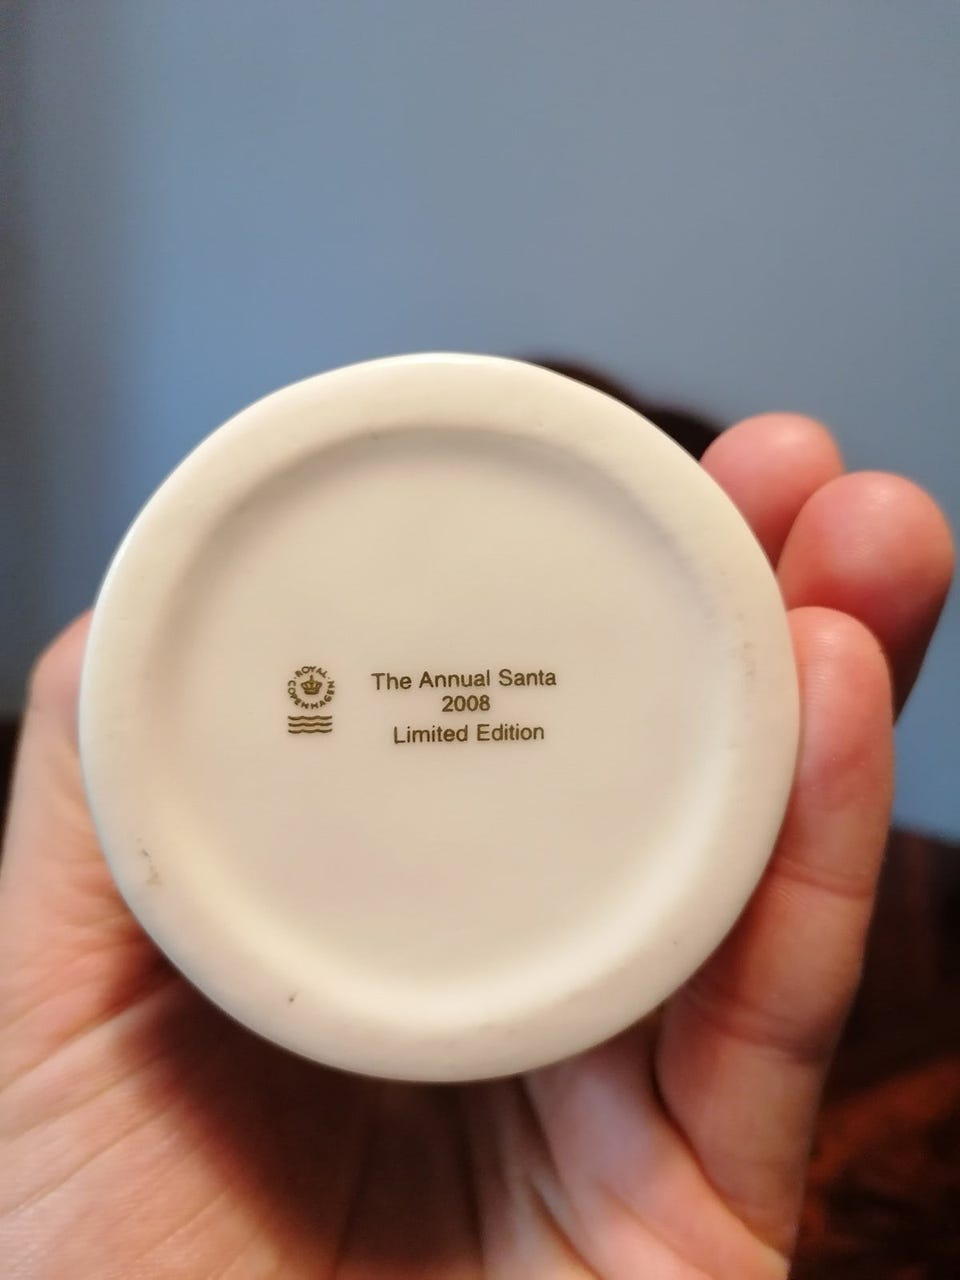 ROYAL
COPENHAGEN
The Annual Santa
2008
Limited Edition